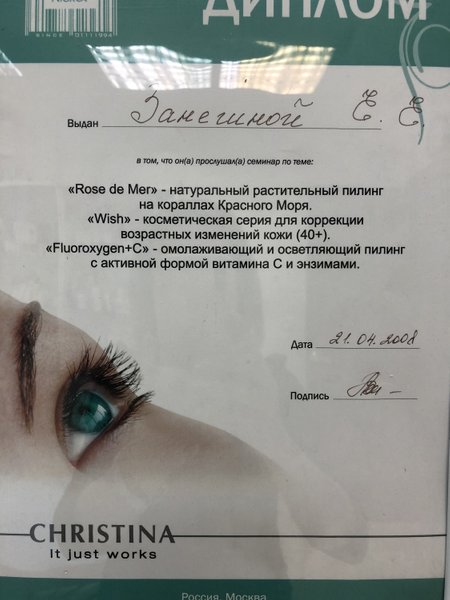 ДИПЛОМ
SINCE 01111994
Выдан Занегиной Е. Е.
в том, что он(а) прослушал(а) семинар по теме:
«Rose de Mer» - натуральный растительный пилинг
на кораллах Красного Моря.
«Wish» - косметическая серия для коррекции
возрастных изменений кожи (40+).
«Fluoroxygen+C» - омолаживающий и осветляющий пилинг
с активной формой витамина С и энзимами.
Дата 21.04.2008
Подпись
CHRISTINA
It just works
Россия, Москва